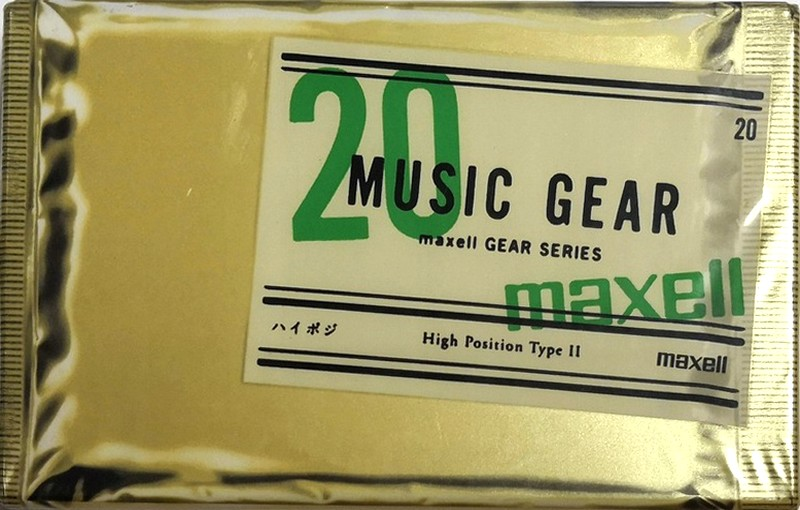 20
20
MUSIC GEAR
maxell GEAR SERIES
maxell
ハイポジ
High Position Type II
maxell